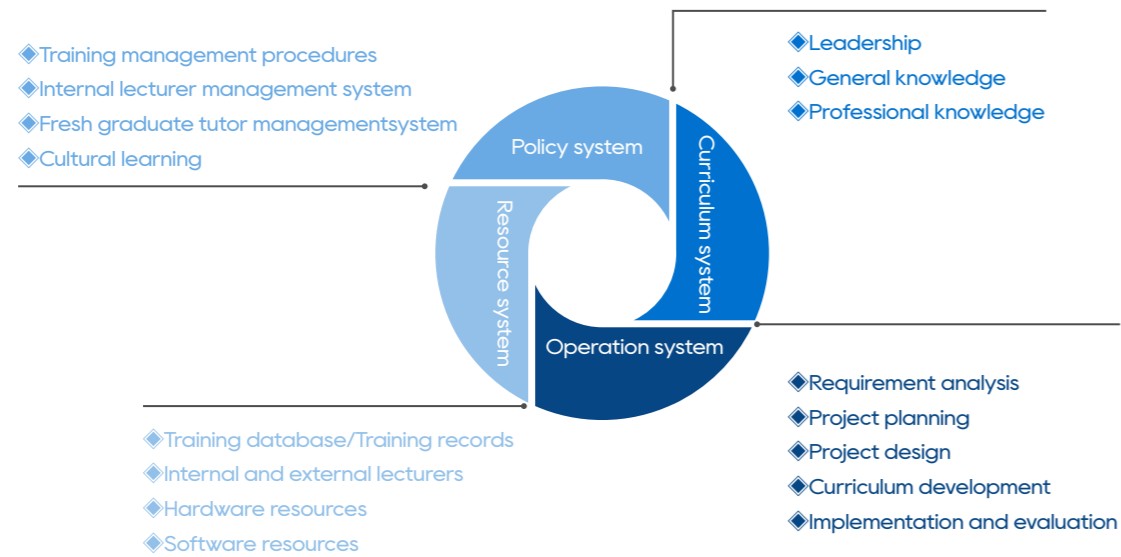 ◈Training management procedures
◈Internal lecturer management system
◈Fresh graduate tutor managementsystem
◈Cultural learning
Policy system
◈Leadership
◈General knowledge
◈Professional knowledge
Curriculum system
Resource system
Operation system
◈Training database/Training records
◈Internal and external lecturers
◈Hardware resources
◈Software resources
◈Requirement analysis
◈Project planning
◈Project design
◈Curriculum development
◈Implementation and evaluation